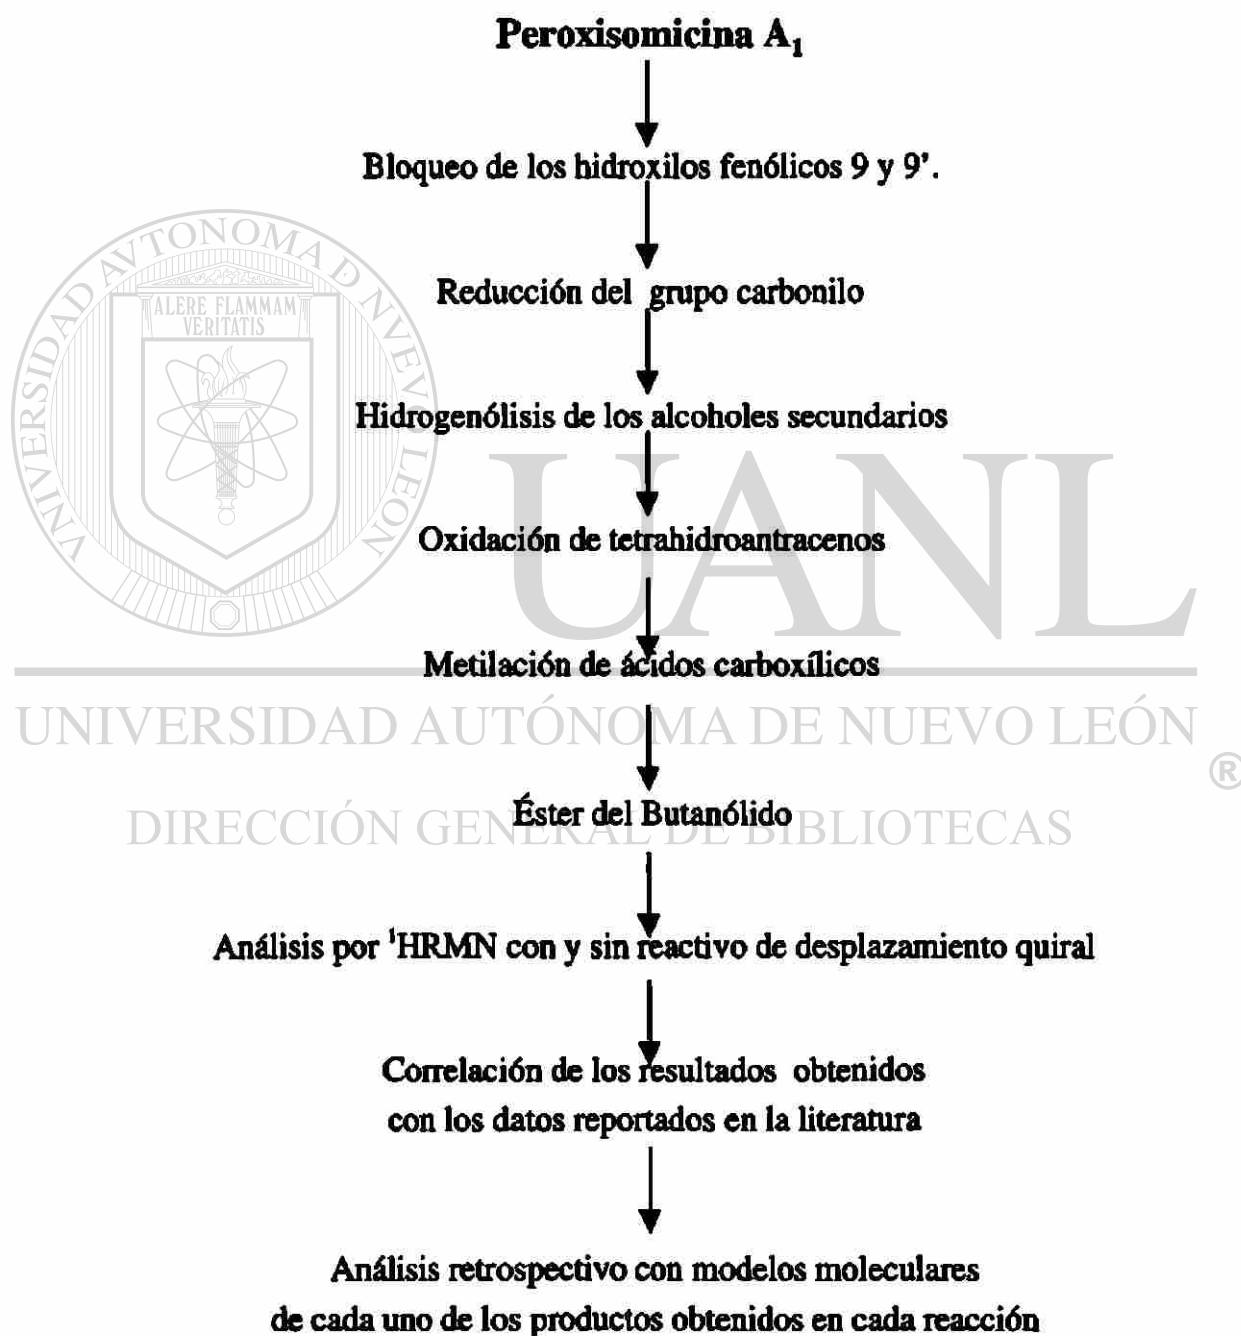 Peroxisomicina A₁
Bloqueo de los hidroxilos fenólicos 9 y 9’.
Reducción del grupo carbonilo
Hidrogenólisis de los alcoholes secundarios
Oxidación de tetrahidroantracenos
Metilación de ácidos carboxílicos
Éster del Butanólido
Análisis por ¹HRMN con y sin reactivo de desplazamiento quiral
Correlación de los resultados obtenidos
con los datos reportados en la literatura
Análisis retrospectivo con modelos moleculares
de cada uno de los productos obtenidos en cada reacción
UNIVERSIDAD AVTONOMA D NVEVO LEON
ALERE FLAMMAM
VERITATIS
UANL
UNIVERSIDAD AUTÓNOMA DE NUEVO LEÓN
®
DIRECCIÓN GENERAL DE BIBLIOTECAS